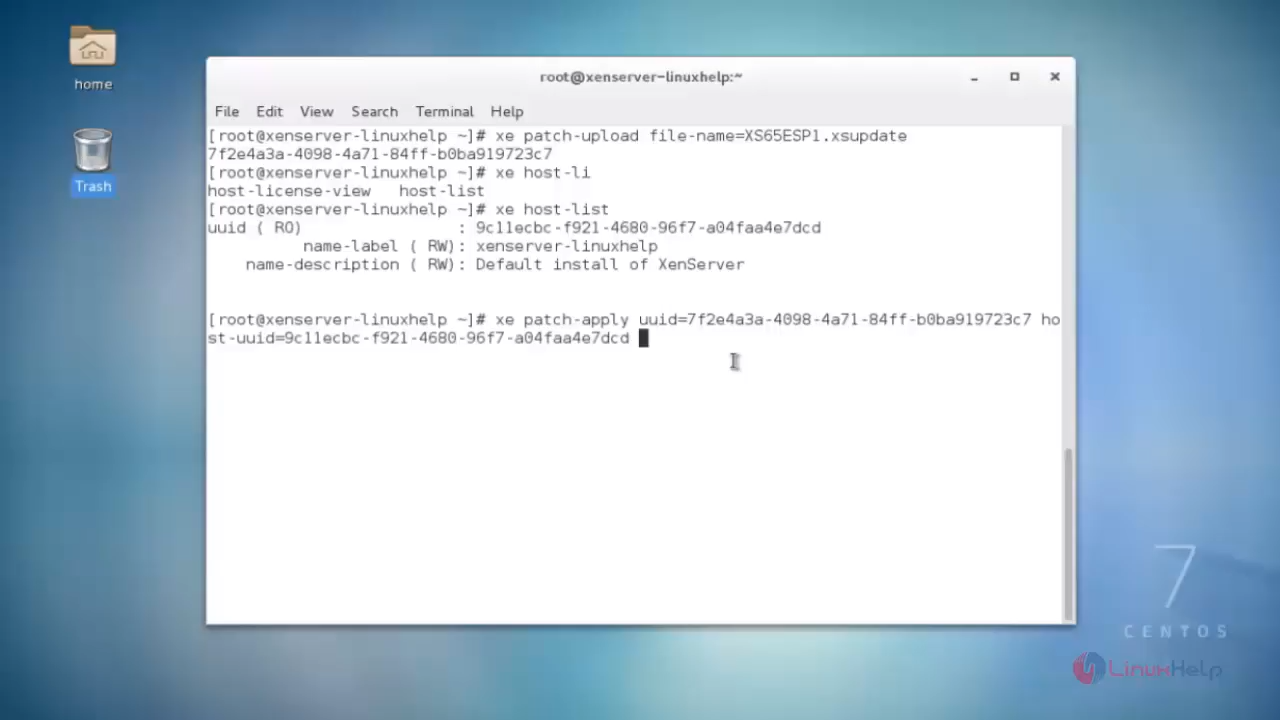 home
Trash
root@xenserver-linuxhelp:~
File Edit View Search Terminal Help
[root@xenserver-linuxhelp ~]# xe patch-upload file-name=XS65ESP1.xsupdate
7f2e4a3a-4098-4a71-84ff-b0ba919723c7
[root@xenserver-linuxhelp ~]# xe host-li
host-license-view   host-list
[root@xenserver-linuxhelp ~]# xe host-list
uuid ( RO)                : 9c11ecbc-f921-4680-96f7-a04faa4e7dcd
          name-label ( RW): xenserver-linuxhelp
    name-description ( RW): Default install of XenServer
[root@xenserver-linuxhelp ~]# xe patch-apply uuid=7f2e4a3a-4098-4a71-84ff-b0ba919723c7 ho
st-uuid=9c11ecbc-f921-4680-96f7-a04faa4e7dcd
7
CENTOS
LinuxHelp